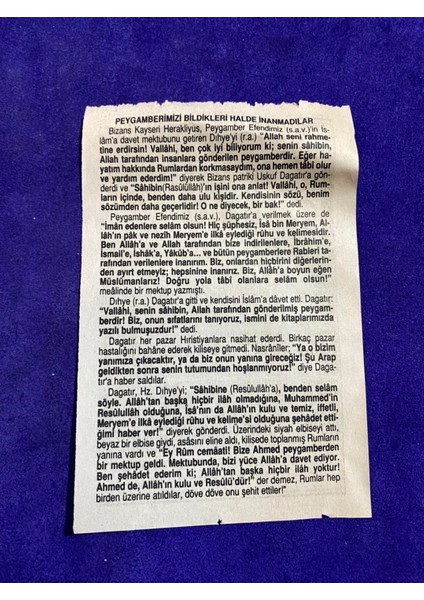 PEYGAMBERİMİZİ BİLDİKLERİ HALDE İNANMADILAR
Bizans Kayseri Herakliyus, Peygamber Efendimiz (s.a.v.)'in İs-
lâm'a davet mektubunu getiren Dıhye'yi (r.a.) "Allah seni rahme-
tine erdirsin! Vallâhi, ben çok iyi biliyorum ki; senin sâhibin,
Allah tarafından insanlara gönderilen peygamberdir. Eğer ha-
yatım hakkında Rumlardan korkmasaydım, ona hemen tâbî olur
ve yardım ederdim!" diyerek Bizans patriki Uskuf Dagatır'a gön-
derdi ve "Sâhibin(Rasûlullâh)'ın işini ona anlat! Vallâhi, o, Rum-
ların içinde, benden daha ulu kişidir. Kendisinin sözü, benim
sözümden daha geçerlidir! O ne diyecek, bir bak!" dedi.
Peygamber Efendimiz (s.a.v.), Dagatır'a verilmek üzere de
"İmân edenlere selâm olsun! Hiç şüphesiz, İsâ bin Meryem, Al-
lâh'ın pâk ve nezih Meryem'e ilkâ eylediği rûhu ve kelimesidir.
Ben Allâh'a ve Allah tarafından bize indirilenlere, İbrâhim'e,
İsmail'e, İshâk'a, Yâkûb'a... ve bütün peygamberlere Rableri ta-
rafından verilenlere inanırım. Biz, onlardan hiçbirini diğerlerin-
den ayırt etmeyiz; hepsinine inanırız. Biz, Allâh'a boyun eğen
Müslümanlarız! Doğru yola tâbi olanlara selâm olsun!"
meâlinde bir mektup yazmıştı.
Dıhye (r.a.) Dagatır'a gitti ve kendisini İslâm'a dâvet etti. Dagatır:
"Vallâhi, senin sâhibin, Allah tarafından gönderilmiş peygam-
berdir! Biz, onun sıfatlarını tanıyoruz, ismini de kitaplarımızda
yazılı bulmuşuzdur!" dedi.
Dagatır her pazar Hıristiyanlara nasihat ederdi. Birkaç pazar
hastalığını bahâne ederek kiliseye gitmedi. Nasrânîler; "Ya o bizim
yanımıza çıkacaktır, ya da biz onun yanına gireceğiz! Şu Arap
geldikten sonra senin tutumundan hoşlanmıyoruz!" diye Daga-
tır'a haber saldılar.
Dagatır, Hz. Dıhye'yi; "Sâhibine (Resûlullâh'a), benden selâm
söyle. Allâh'tan başka hiçbir ilâh olmadığına, Muhammed'in
Resûlullah olduğuna, İsâ'nın da Allâh'ın kulu ve temiz, iffetli,
Meryem'e ilkâ eylediği rûhu ve kelime'si olduğuna şehâdet etti-
ğimi haber ver!" diyerek gönderdi. Üzerindeki siyah elbiseyi attı,
beyaz bir elbise giydi, asâsını eline aldı, kilisede toplanmış Rumların
yanına vardı ve "Ey Rûm cemâati! Bize Ahmed peygamberden
bir mektup geldi. Mektubunda, bizi yüce Allâh'a davet ediyor.
Ben şehâdet ederim ki; Allâh'tan başka hiçbir ilâh yoktur!
Ahmed de, Allâh'ın kulu ve Resûlü'dür!" der demez, Rumlar hep
birden üzerine atıldılar, döve döve onu şehit ettiler!"